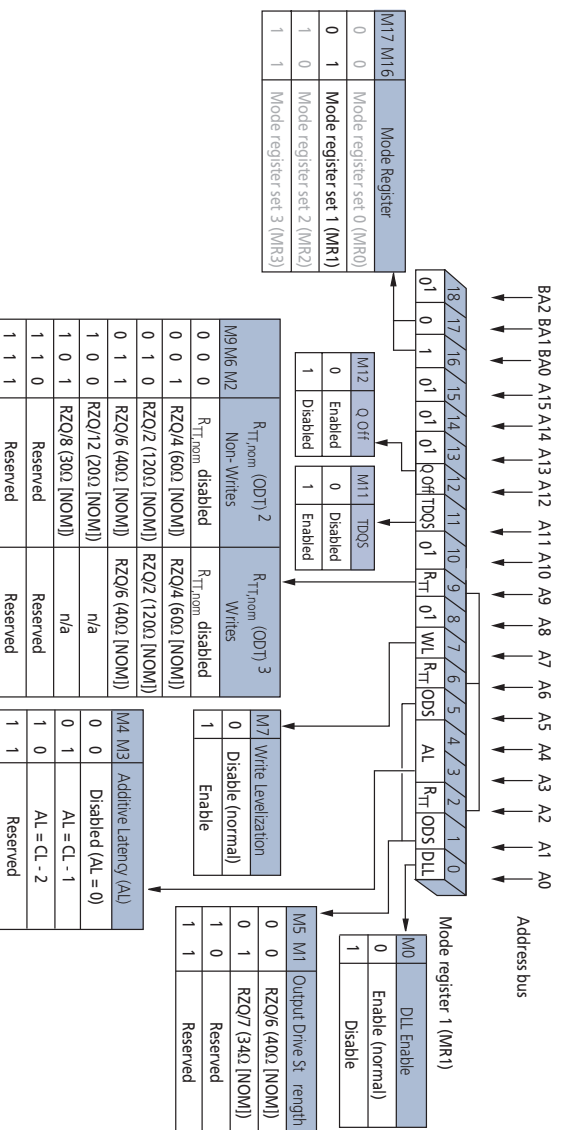 BA2 BA1 BA0 A15 A14 A13 A12 A11 A10 A9 A8 A7 A6 A5 A4 A3 A2 A1 A0 Address bus
18 17 16 15 14 13 12 11 10 9 8 7 6 5 4 3 2 1 0
0¹ 0 1 0¹ 0¹ 0¹ Q Off TDQS 0¹ R_TT 0¹ WL R_TT ODS AL R_TT ODS DLL
Mode register 1 (MR1)
M17 M16 Mode Register
0 0 Mode register set 0 (MR0)
0 1 Mode register set 1 (MR1)
1 0 Mode register set 2 (MR2)
1 1 Mode register set 3 (MR3)
M12 Q Off
0 Enabled
1 Disabled
M11 TDQS
0 Disabled
1 Enabled
M7 Write Levelization
0 Disable (normal)
1 Enable
M0 DLL Enable
0 Enable (normal)
1 Disable
M5 M1 Output Drive St rength
0 0 RZQ/6 (40Ω [NOM])
0 1 RZQ/7 (34Ω [NOM])
1 0 Reserved
1 1 Reserved
M9 M6 M2 R_TT,nom (ODT) 2 Non- Writes R_TT,nom (ODT) 3 Writes
0 0 0 R_TT,nom disabled R_TT,nom disabled
0 0 1 RZQ/4 (60Ω [NOM]) RZQ/4 (60Ω [NOM])
0 1 0 RZQ/2 (120Ω [NOM]) RZQ/2 (120Ω [NOM])
0 1 1 RZQ/6 (40Ω [NOM]) RZQ/6 (40Ω [NOM])
1 0 0 RZQ/12 (20Ω [NOM]) n/a
1 0 1 RZQ/8 (30Ω [NOM]) n/a
1 1 0 Reserved Reserved
1 1 1 Reserved Reserved
M4 M3 Additive Latency (AL)
0 0 Disabled (AL = 0)
0 1 AL = CL - 1
1 0 AL = CL - 2
1 1 Reserved